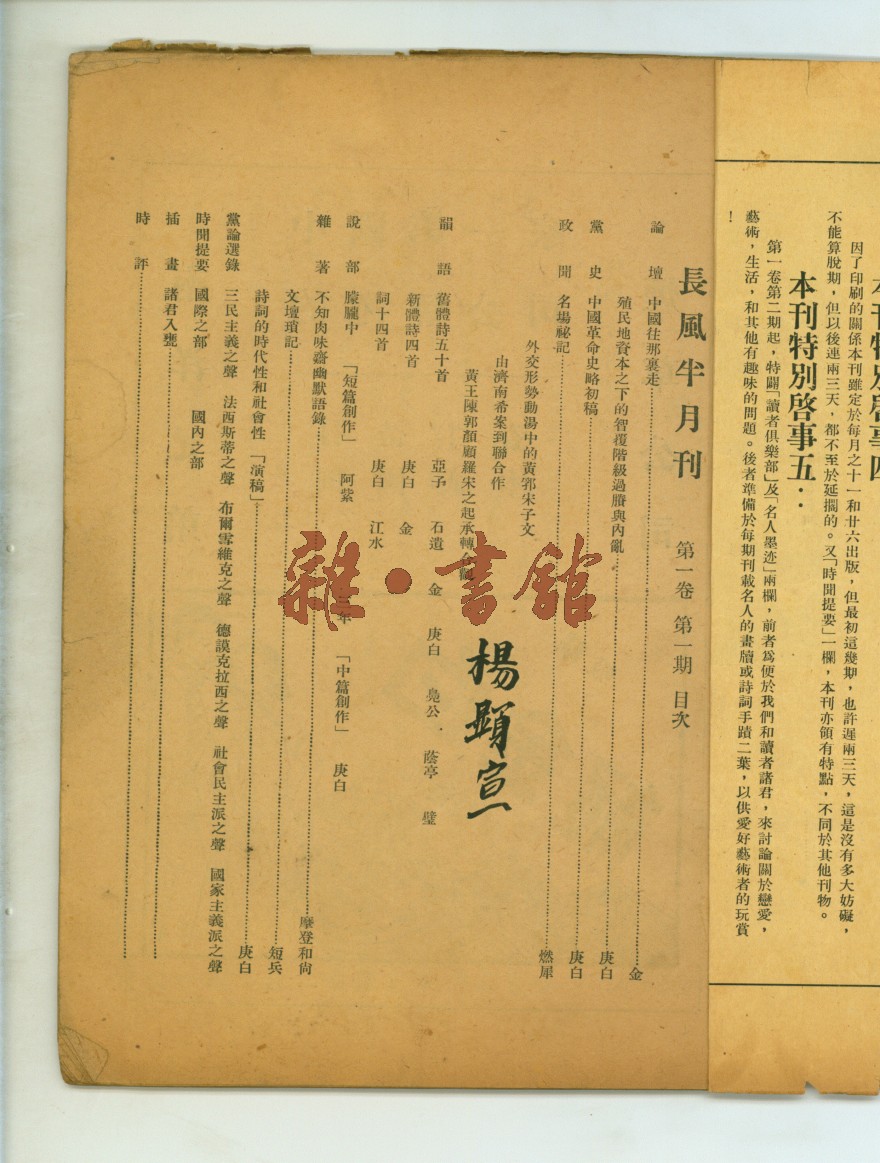 本刊特別啓事四
因了印刷的關係本刊雖定於每月之十一和廿六出版，但最初這幾期，也許遲兩三天，這是沒有多大妨礙，
不能算脫期，但以後連兩三天，都不至於延擱的。又「時聞提要」一欄，本刊亦頗有特點，不同於其他刊物。
本刊特別啓事五：
第一卷第二期起，特闢「讀者俱樂部」及「名人墨迹」兩欄，前者爲便於我們和讀者諸君，來討論關於戀愛，
藝術，生活，和其他有趣味的問題。後者準備於每期刊載名人的畫牘或詩詞手蹟二葉，以供愛好藝術者的玩賞
！
長風半月刊 第一卷 第一期 目次
論壇 中國往那裏走 金
殖民地資本之下的智覆階級過賸與內亂 庚白
黨史 中國革命史略初稿 庚白
政聞 名場祕記 燃犀
外交形勢動湯中的黃郛宋子文
由濟南希案到聯合作
黃王陳郭顏顧羅宋之起承轉合
楊顯宣
韻語 舊體詩五十首 亞子 石遺 金 庚白 鳧公 蔭亭 璧
新體詩四首 庚白 金
詞十四首 庚白 江水
說部 朦朧中 「短篇創作」 阿紫 年 「中篇創作」 庚白
雜著 不知肉味齋幽默語錄 摩登和尙
文壇瑣記 短兵
詩詞的時代性和社會性 「演稿」 庚白
黨論選錄 三民主義之聲 法西斯蒂之聲 布爾雪維克之聲 德謨克拉西之聲 社會民主派之聲 國家主義派之聲
時聞提要 國際之部 國內之部
插畫 諸君入甕
時評
雜·書館